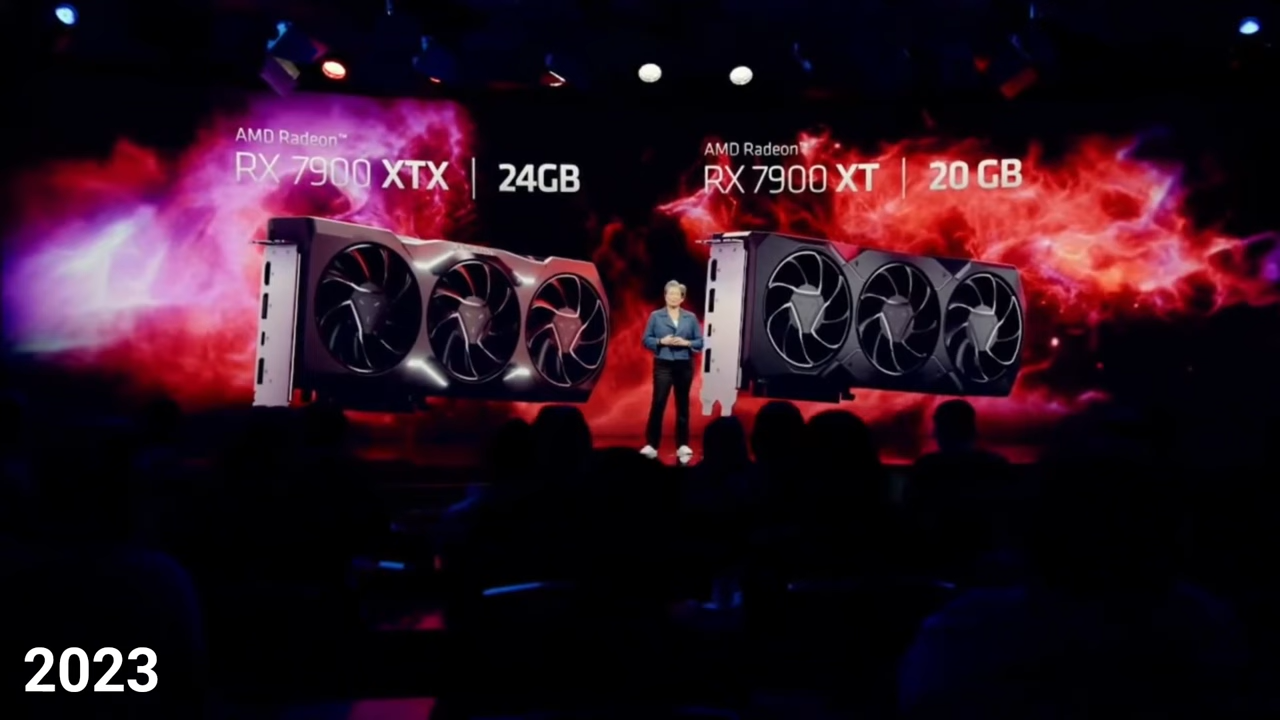 AMD Radeon™
RX 7900 XTX | 24GB
AMD Radeon™
RX 7900 XT | 20 GB
2023